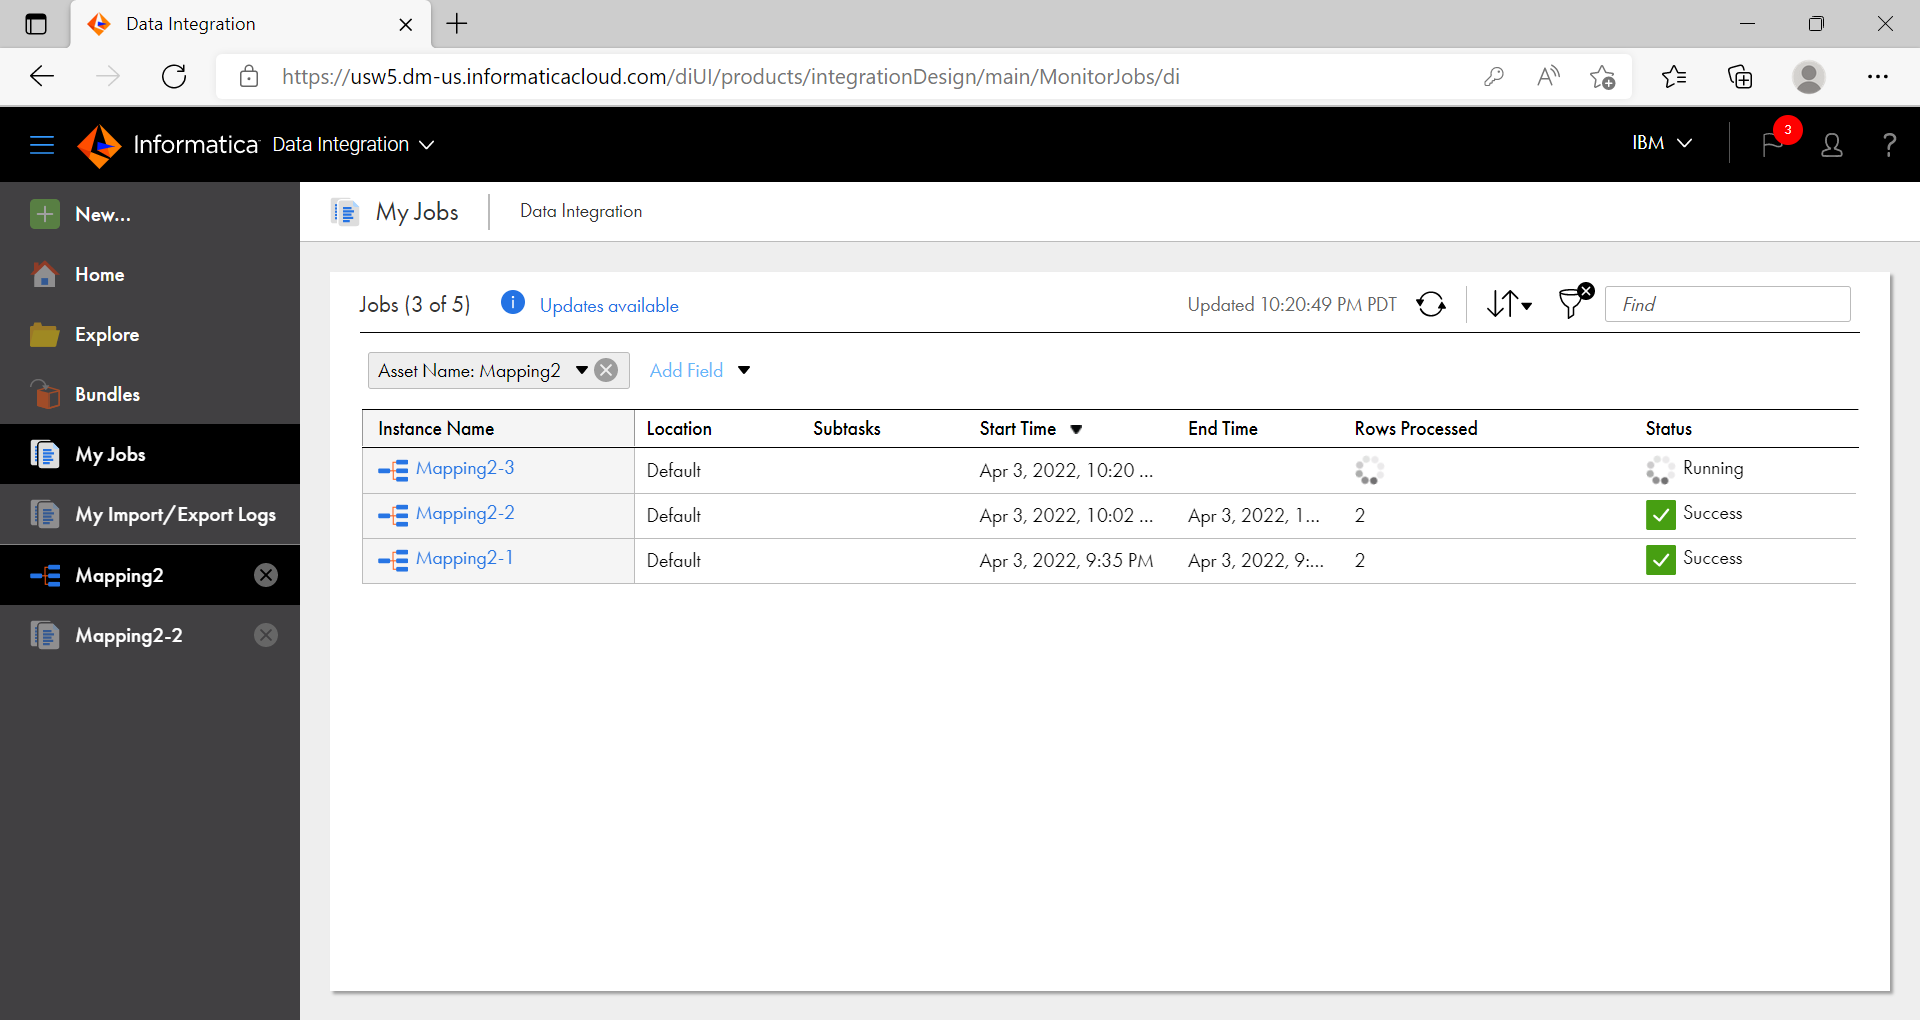 Data Integration
https://usw5.dm-us.informaticacloud.com/diUI/products/integrationDesign/main/MonitorJobs/di
Informatica Data Integration
IBM
3
?
New...
Home
Explore
Bundles
My Jobs
My Import/Export Logs
Mapping2
Mapping2-2
My Jobs
Data Integration
Jobs (3 of 5)
i
Updates available
Updated 10:20:49 PM PDT
Find
Asset Name: Mapping2
Add Field
Instance Name Location Subtasks Start Time End Time Rows Processed Status
Mapping2-3 Default Apr 3, 2022, 10:20 ... Running
Mapping2-2 Default Apr 3, 2022, 10:02 ... Apr 3, 2022, 1... 2 Success
Mapping2-1 Default Apr 3, 2022, 9:35 PM Apr 3, 2022, 9:... 2 Success